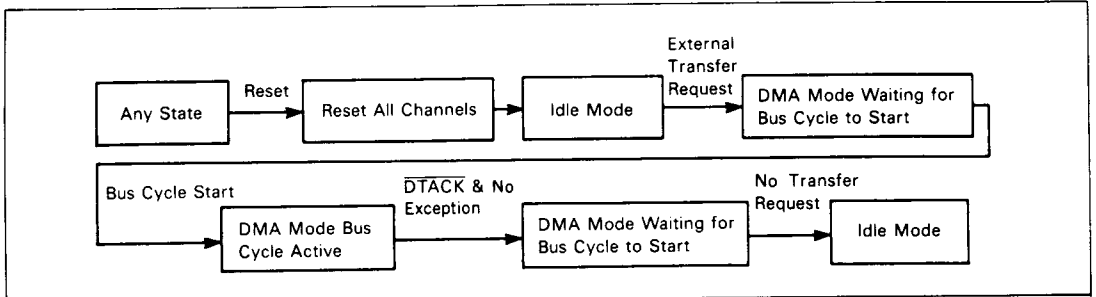 Any State
Reset
Reset All Channels
Idle Mode
External
Transfer
Request
DMA Mode Waiting for
Bus Cycle to Start
Bus Cycle Start
DMA Mode Bus
Cycle Active
DTACK & No
Exception
DMA Mode Waiting for
Bus Cycle to Start
No Transfer
Request
Idle Mode